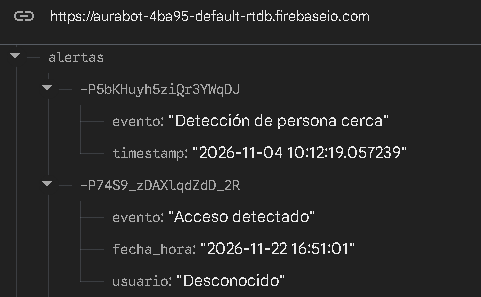 https://aurabot-4ba95-default-rtdb.firebaseio.com
alertas
-P5bKHuyh5ziQr3YWqDJ
evento: "Detección de persona cerca"
timestamp: "2026-11-04 10:12:19.057239"
-P74S9_zDAXlqdZdD_2R
evento: "Acceso detectado"
fecha_hora: "2026-11-22 16:51:01"
usuario: "Desconocido"